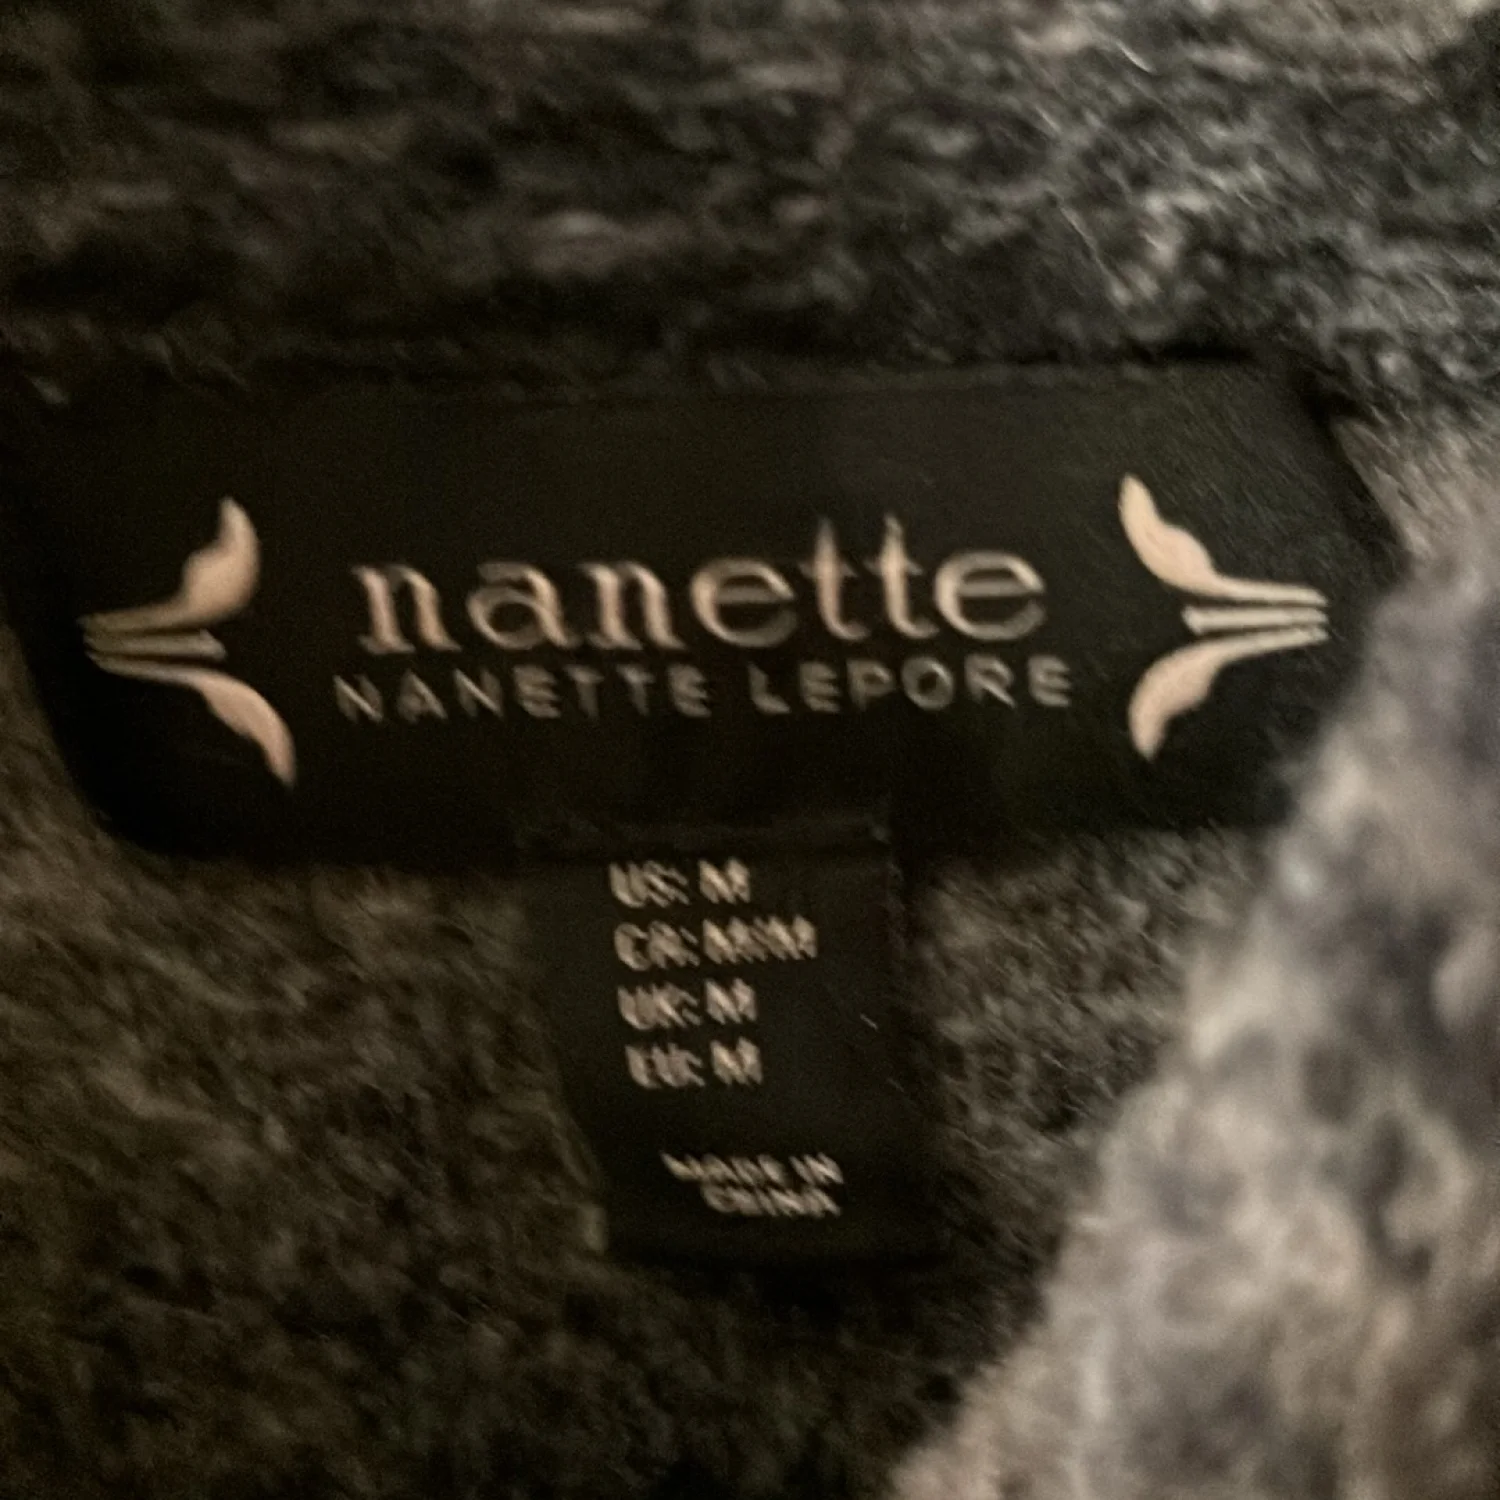 nanette
NANETTE LEPORE
US: M
CA: M/M
UK: M
EU: M
MADE IN
CHINA